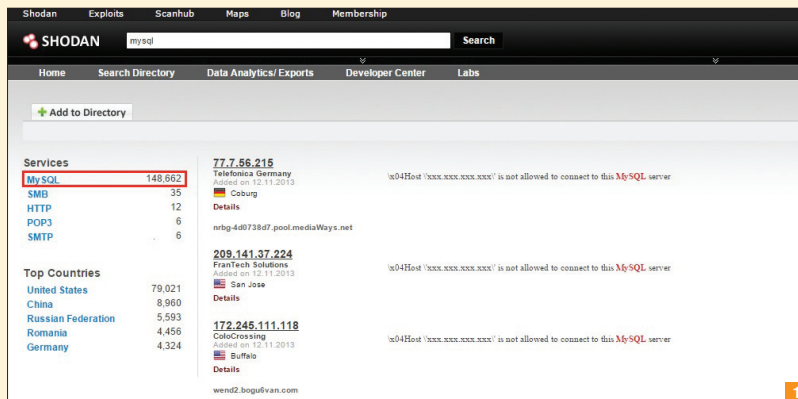 Shodan Exploits Scanhub Maps Blog Membership
SHODAN mysql Search
Home Search Directory Data Analytics/Exports Developer Center Labs
Add to Directory
Services
MySQL 148,662
SMB 35
HTTP 12
POP3 6
SMTP 6
Top Countries
United States 79,021
China 8,960
Russian Federation 5,593
Romania 4,456
Germany 4,324
77.7.56.215
Telefonica Germany
Added on 12.11.2013
Coburg
Details
nrbg-4d0738d7.pool.mediaWays.net
\x04Host \'xxx.xxx.xxx.xxx\' is not allowed to connect to this MySQL server
209.141.37.224
FranTech Solutions
Added on 12.11.2013
San Jose
Details
\x04Host \'xxx.xxx.xxx.xxx\' is not allowed to connect to this MySQL server
172.245.111.118
ColoCrossing
Added on 12.11.2013
Buffalo
Details
wend2.bogu6van.com
\x04Host \'xxx.xxx.xxx.xxx\' is not allowed to connect to this MySQL server
1